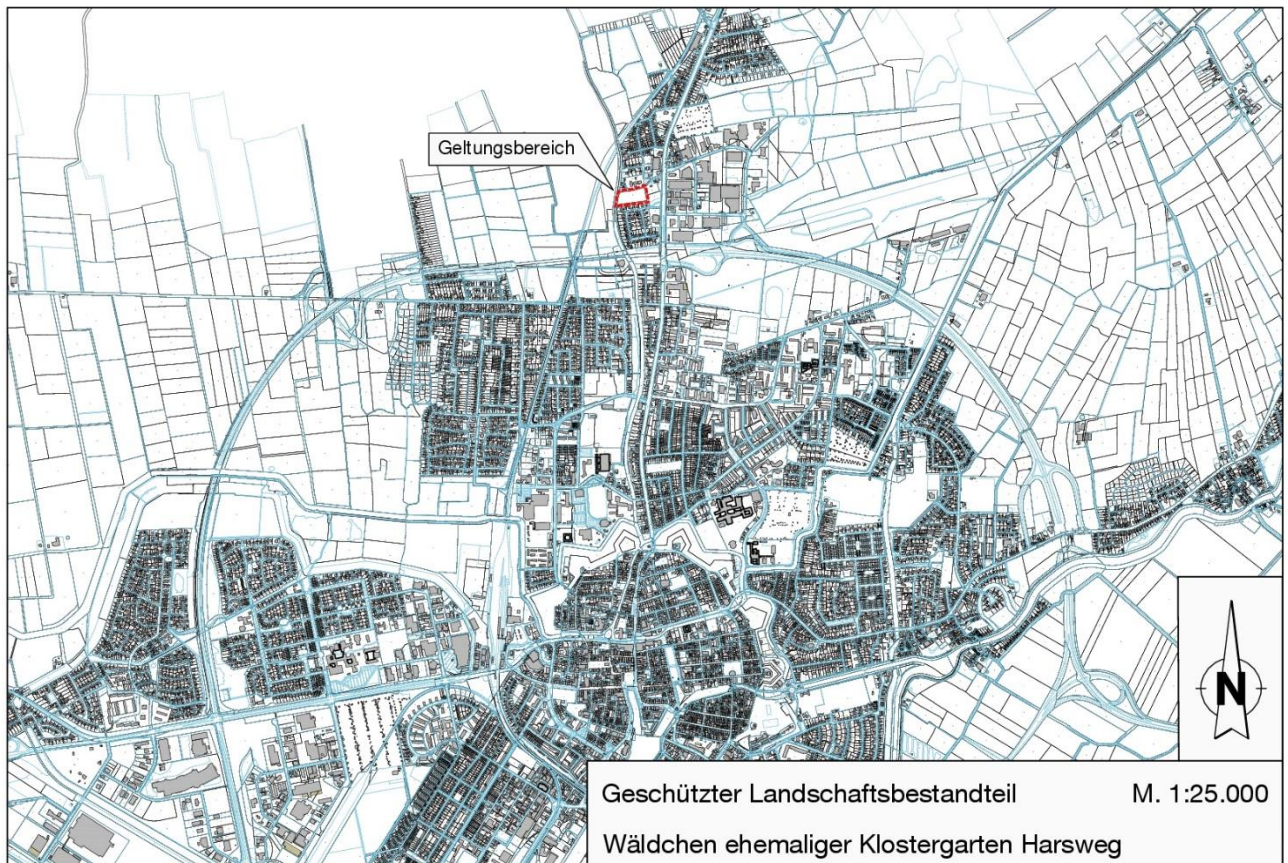 Geltungsbereich
N
Geschützter Landschaftsbestandteil M. 1:25.000
Wäldchen ehemaliger Klostergarten Harsweg